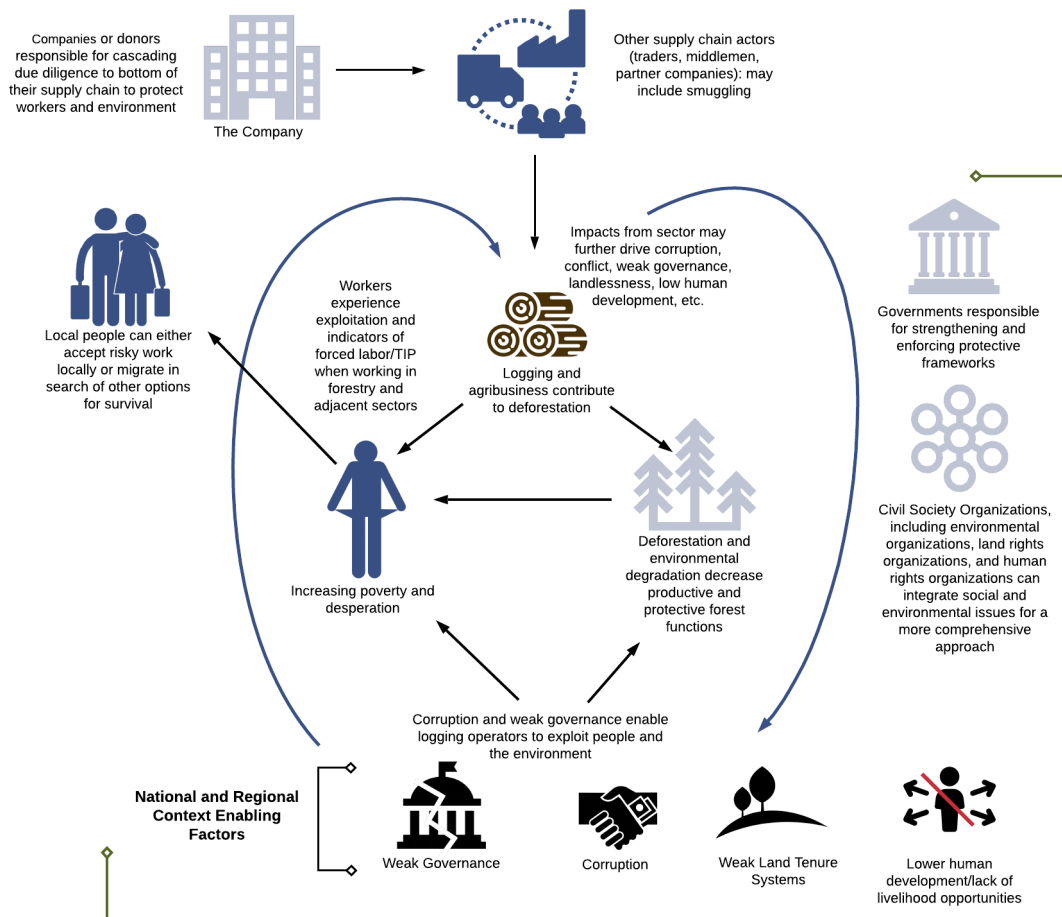 Companies or donors
responsible for cascading
due diligence to bottom of
their supply chain to protect
workers and environment
The Company
Other supply chain actors
(traders, middlemen,
partner companies): may
include smuggling
Impacts from sector may
further drive corruption,
conflict, weak governance,
landlessness, low human
development, etc.
Workers
experience
exploitation and
indicators of
forced labor/TIP
when working in
forestry and
adjacent sectors
Local people can either
accept risky work
locally or migrate in
search of other options
for survival
Logging and
agribusiness contribute
to deforestation
Governments responsible
for strengthening and
enforcing protective
frameworks
Civil Society Organizations,
including environmental
organizations, land rights
organizations, and human
rights organizations can
integrate social and
environmental issues for a
more comprehensive
approach
Increasing poverty and
desperation
Deforestation and
environmental
degradation decrease
productive and
protective forest
functions
Corruption and weak governance enable
logging operators to exploit people and
the environment
National and Regional
Context Enabling
Factors
Weak Governance
Corruption
Weak Land Tenure
Systems
Lower human
development/lack of
livelihood opportunities